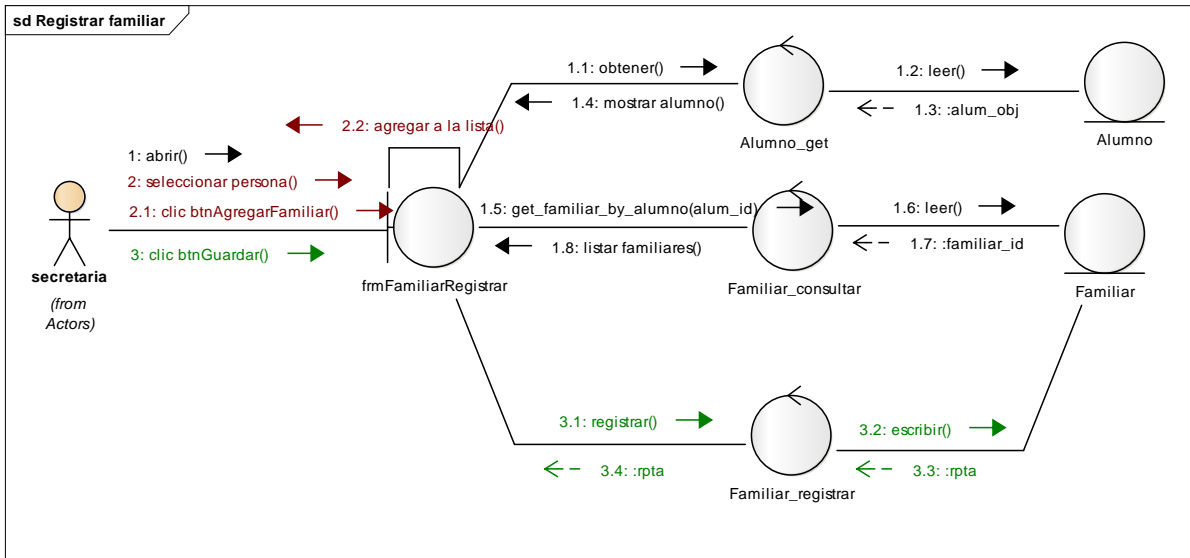 sd Registrar familiar
1.1: obtener()
1.2: leer()
1.4: mostrar alumno()
1.3: :alum_obj
Alumno_get
Alumno
2.2: agregar a la lista()
1: abrir()
2: seleccionar persona()
2.1: clic btnAgregarFamiliar()
3: clic btnGuardar()
secretaria
(from
Actors)
frmFamiliarRegistrar
1.5: get_familiar_by_alumno(alum_id)
1.6: leer()
1.8: listar familiares()
1.7: :familiar_id
Familiar_consultar
Familiar
3.1: registrar()
3.2: escribir()
3.4: :rpta
3.3: :rpta
Familiar_registrar